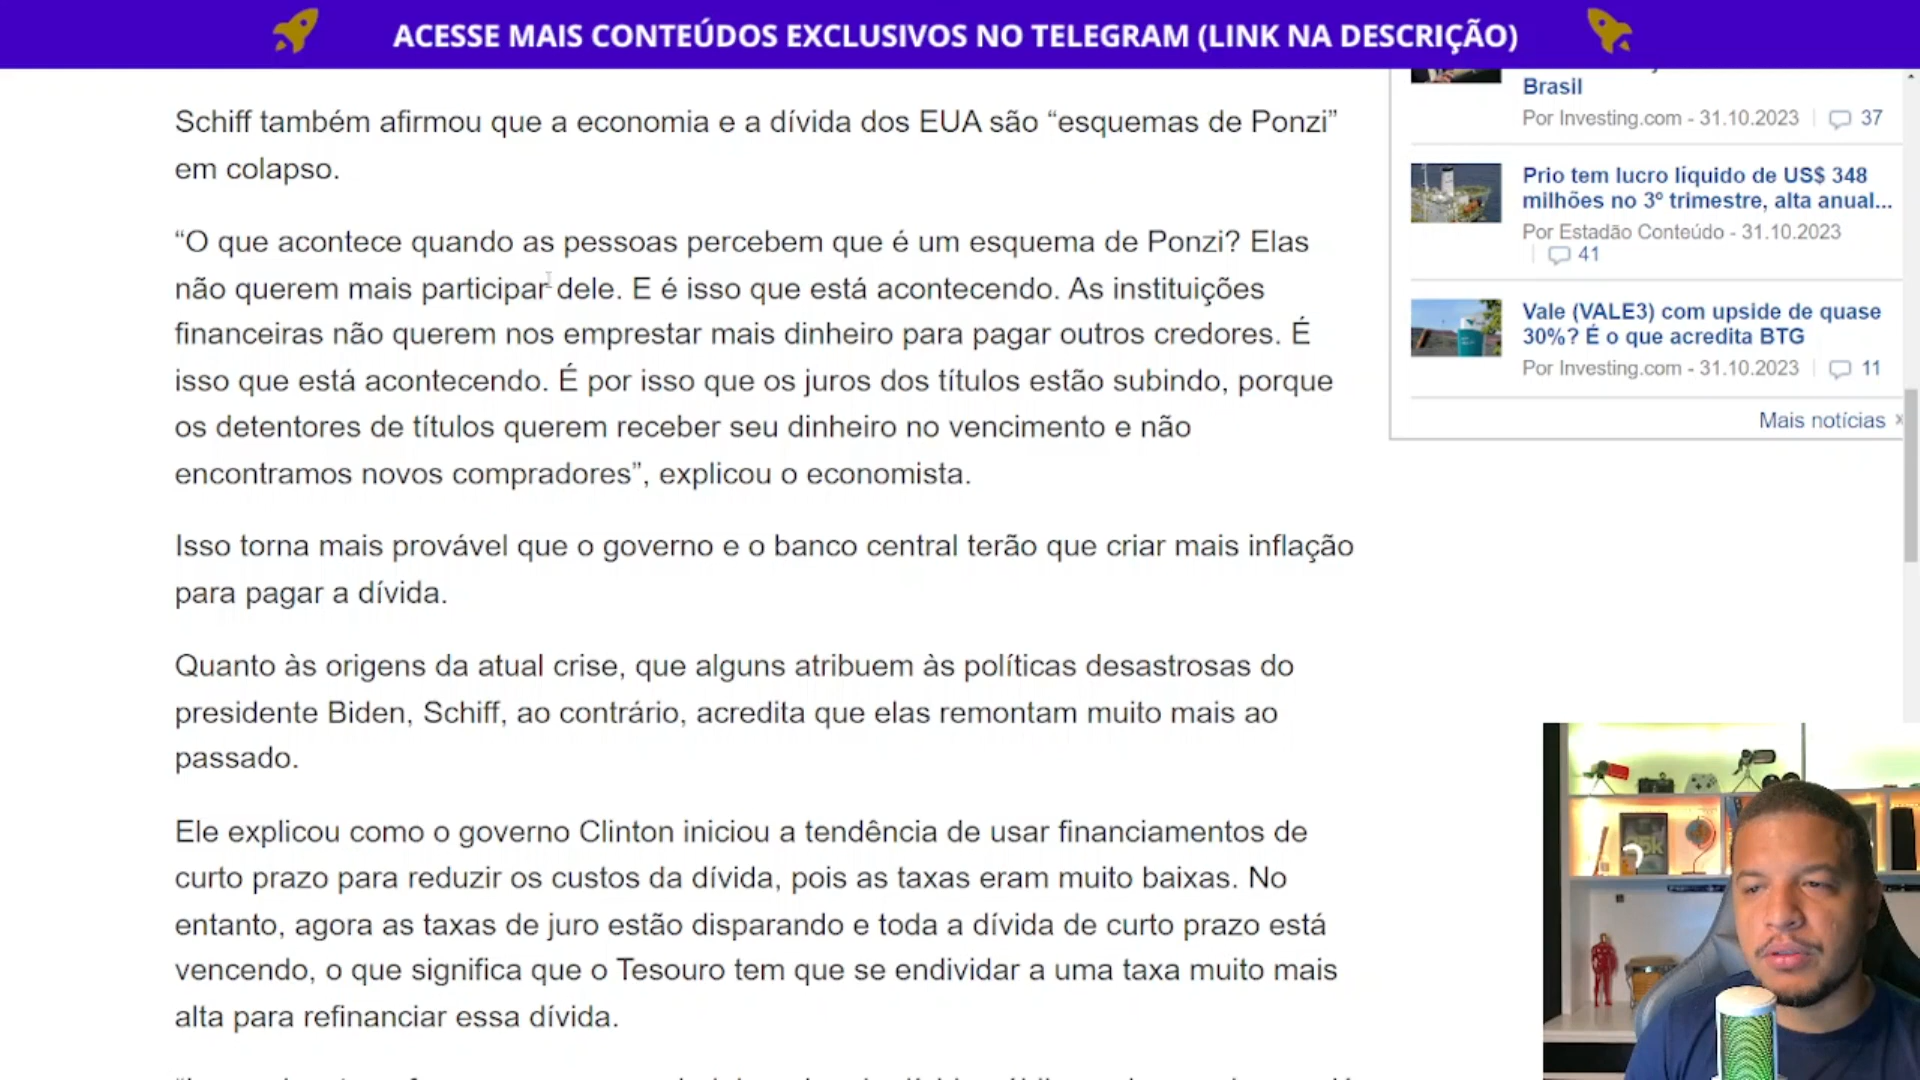 ACESSE MAIS CONTEÚDOS EXCLUSIVOS NO TELEGRAM (LINK NA DESCRIÇÃO)
Schiff também afirmou que a economia e a dívida dos EUA são “esquemas de Ponzi”
em colapso.
“O que acontece quando as pessoas percebem que é um esquema de Ponzi? Elas
não querem mais participar dele. E é isso que está acontecendo. As instituições
financeiras não querem nos emprestar mais dinheiro para pagar outros credores. É
isso que está acontecendo. É por isso que os juros dos títulos estão subindo, porque
os detentores de títulos querem receber seu dinheiro no vencimento e não
encontramos novos compradores”, explicou o economista.
Isso torna mais provável que o governo e o banco central terão que criar mais inflação
para pagar a dívida.
Quanto às origens da atual crise, que alguns atribuem às políticas desastrosas do
presidente Biden, Schiff, ao contrário, acredita que elas remontam muito mais ao
passado.
Ele explicou como o governo Clinton iniciou a tendência de usar financiamentos de
curto prazo para reduzir os custos da dívida, pois as taxas eram muito baixas. No
entanto, agora as taxas de juro estão disparando e toda a dívida de curto prazo está
vencendo, o que significa que o Tesouro tem que se endividar a uma taxa muito mais
alta para refinanciar essa dívida.
Brasil
Por Investing.com - 31.10.2023 37
Prio tem lucro liquido de US$ 348
milhões no 3º trimestre, alta anual...
Por Estadão Conteúdo - 31.10.2023
41
Vale (VALE3) com upside de quase
30%? É o que acredita BTG
Por Investing.com - 31.10.2023 11
Mais notícias